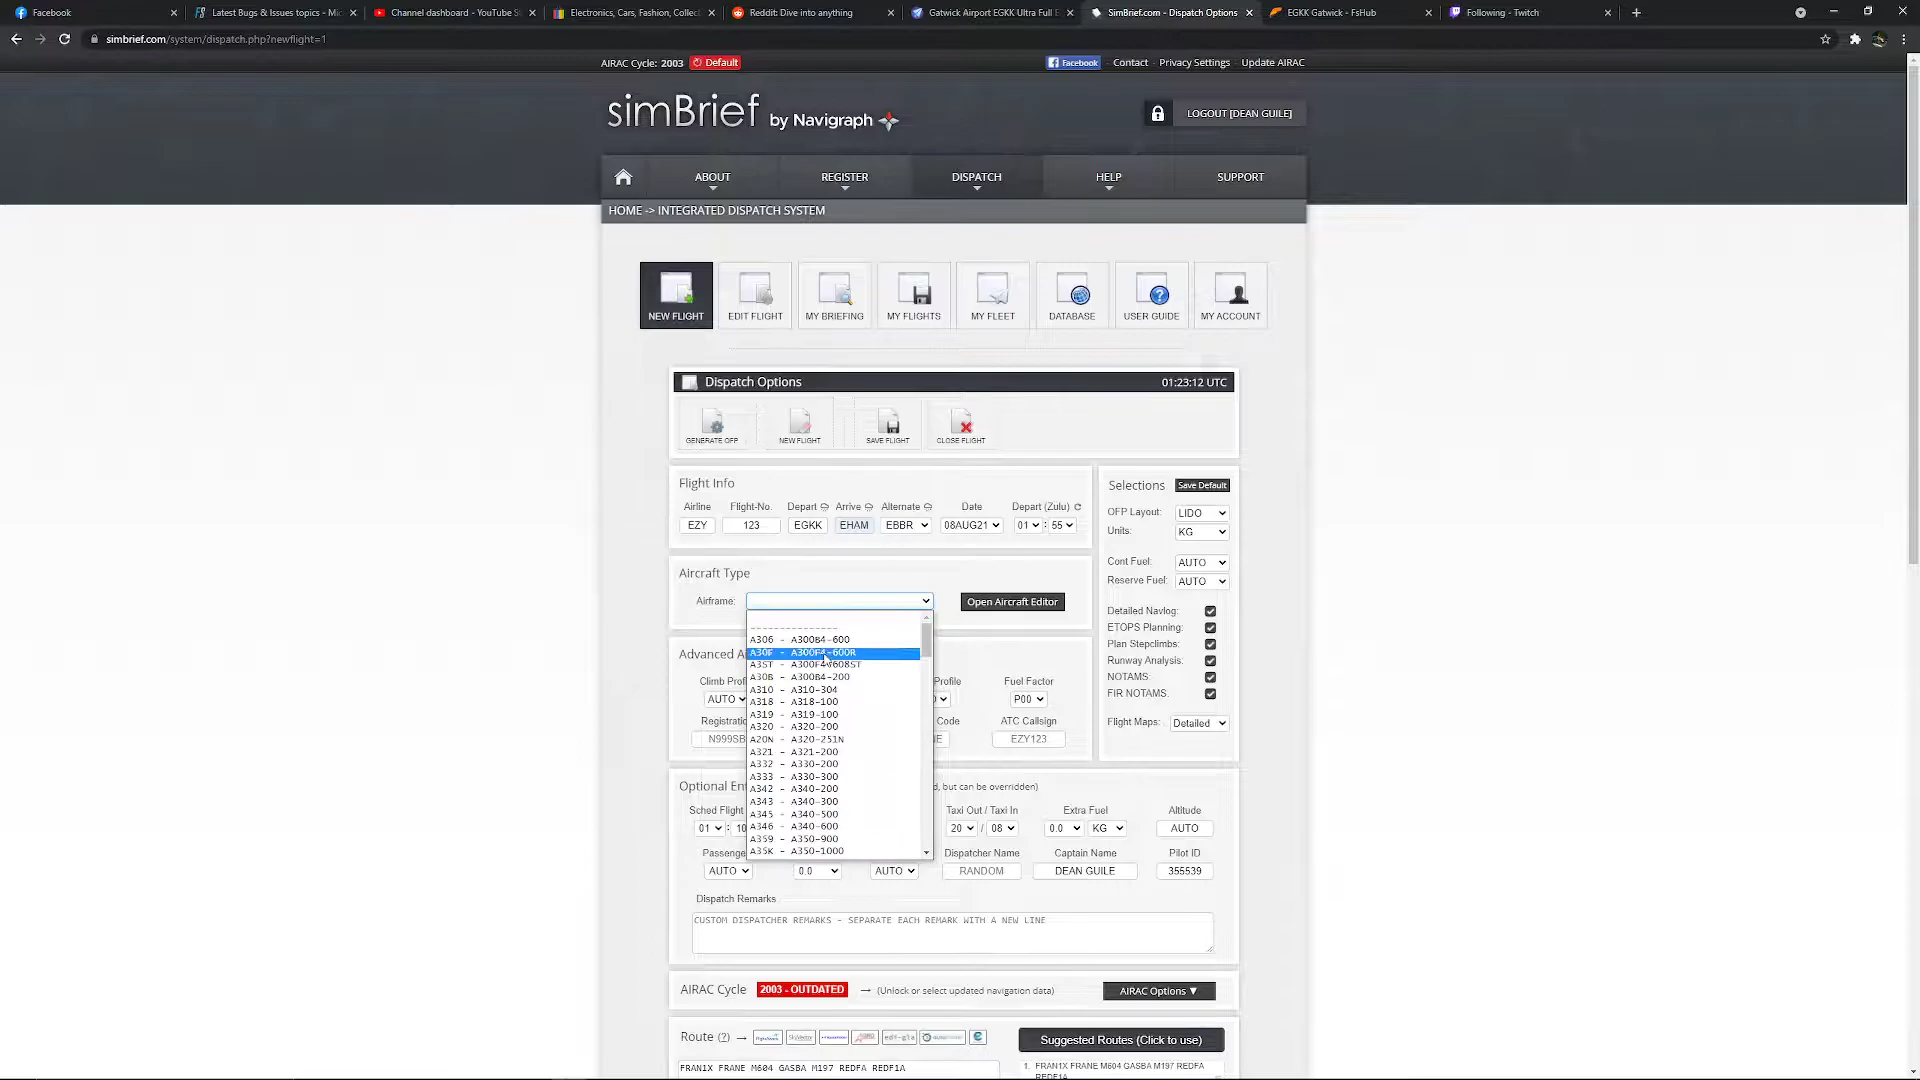 Facebook
Latest Bugs & Issues topics - Mic
Channel dashboard - YouTube St
Electronics, Cars, Fashion, Collect
Reddit: Dive into anything
Gatwick Airport EGKK Ultra Full E
SimBrief.com - Dispatch Options
EGKK Gatwick - FsHub
Following - Twitch
simbrief.com/system/dispatch.php?newflight=1
AIRAC Cycle: 2003 Default
Facebook · Contact · Privacy Settings · Update AIRAC
simBrief by Navigraph
LOGOUT [DEAN GUILE]
ABOUT REGISTER DISPATCH HELP SUPPORT
HOME -> INTEGRATED DISPATCH SYSTEM
NEW FLIGHT EDIT FLIGHT MY BRIEFING MY FLIGHTS MY FLEET DATABASE USER GUIDE MY ACCOUNT
Dispatch Options 01:23:12 UTC
GENERATE OFP NEW FLIGHT SAVE FLIGHT CLOSE FLIGHT
Flight Info
Airline Flight-No. Depart Arrive Alternate Date Depart (Zulu)
EZY 123 EGKK EHAM EBBR 08AUG21 01 : 55
Selections Save Default
OFP Layout: LIDO
Units: KG
Cont Fuel: AUTO
Reserve Fuel: AUTO
Detailed Navlog:
ETOPS Planning:
Plan Stepclimbs:
Runway Analysis:
NOTAMS:
FIR NOTAMS:
Flight Maps: Detailed
Aircraft Type
Airframe:
Open Aircraft Editor
----------------
A306 - A300B4-600
A30F - A300F4-600R
A3ST - A300F4-608ST
A30B - A300B4-200
A310 - A310-304
A318 - A318-100
A319 - A319-100
A320 - A320-200
A20N - A320-251N
A321 - A321-200
A332 - A330-200
A333 - A330-300
A342 - A340-200
A343 - A340-300
A345 - A340-500
A346 - A340-600
A359 - A350-900
A35K - A350-1000
Advanced Ai
Climb Prof Profile Fuel Factor
AUTO P00
Registratio Code ATC Callsign
N999SB NE EZY123
Optional Ent d, but can be overridden)
Sched Flight Taxi Out / Taxi In Extra Fuel Altitude
01 : 10 20 / 08 0.0 KG AUTO
Passenge Dispatcher Name Captain Name Pilot ID
AUTO 0.0 AUTO RANDOM DEAN GUILE 355539
Dispatch Remarks
CUSTOM DISPATCHER REMARKS - SEPARATE EACH REMARK WITH A NEW LINE
AIRAC Cycle 2003 - OUTDATED → (Unlock or select updated navigation data) AIRAC Options ▼
Route (?) → Suggested Routes (Click to use)
FRAN1X FRANE M604 GASBA M197 REDFA REDF1A
1. FRAN1X FRANE M604 GASBA M197 REDFA
REDF1A